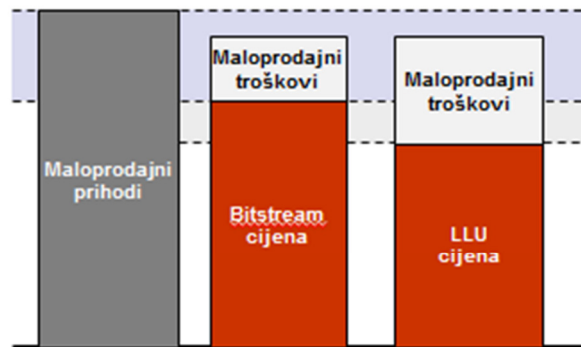 Maloprodajni
prihodi
Maloprodajni
troškovi
Bitstream
cijena
Maloprodajni
troškovi
LLU
cijena